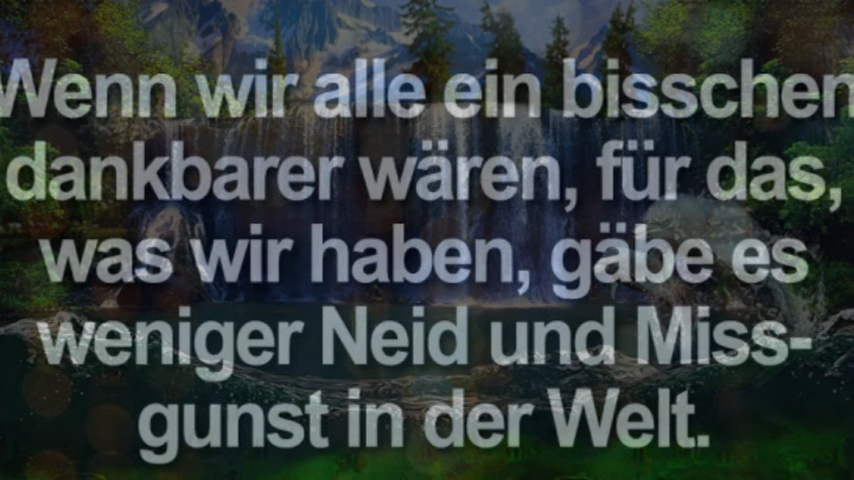 Wenn wir alle ein bisschen
dankbarer wären, für das,
was wir haben, gäbe es
weniger Neid und Miss-
gunst in der Welt.